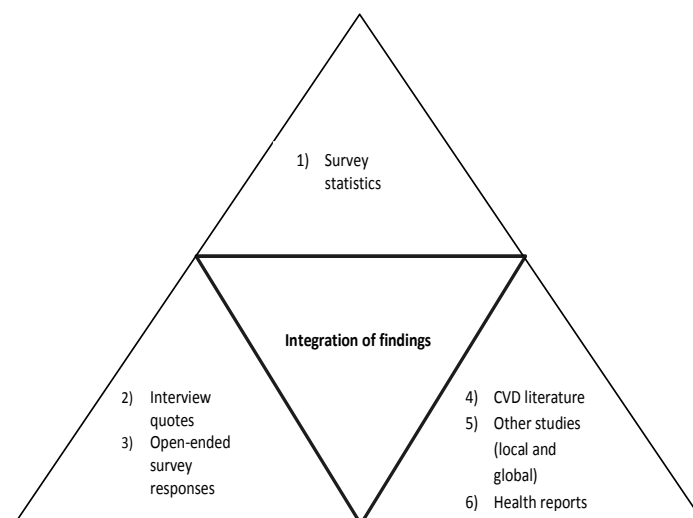 1) Survey
statistics
Integration of findings
2) Interview
quotes
3) Open-ended
survey
responses
4) CVD literature
5) Other studies
(local and
global)
6) Health reports